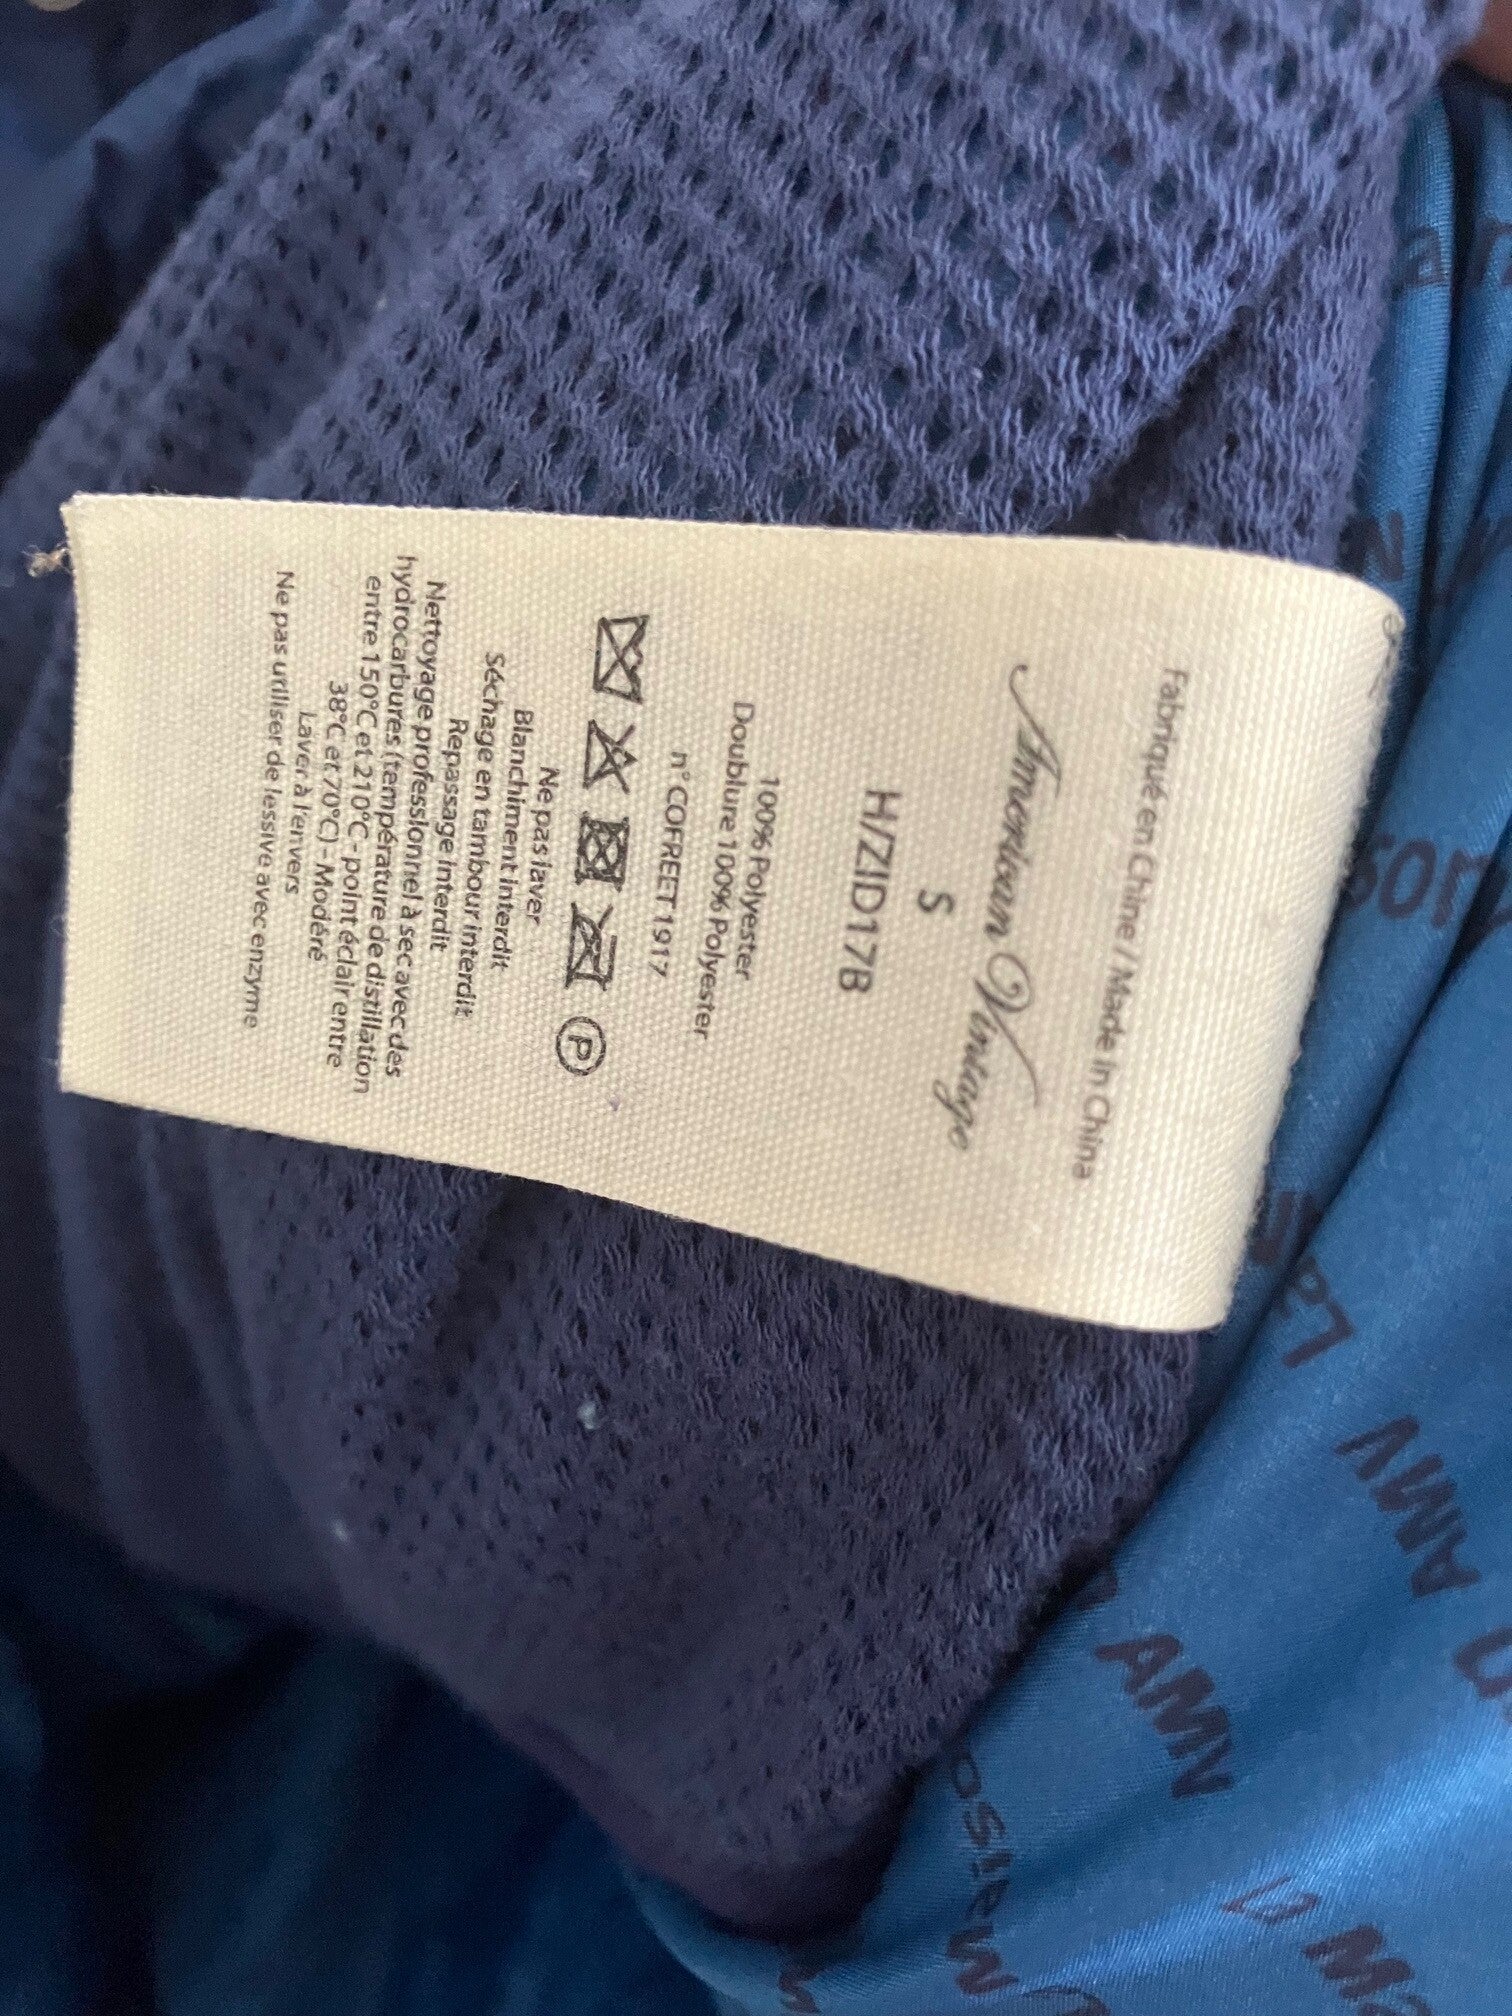 Fabriqué en Chine / Made in China
American Vintage
S
H/ZID17B
100% Polyester
Doublure 100% Polyester
n° COFREET1917
P
Ne pas laver
Blanchiment interdit
Séchage en tambour interdit
Repassage interdit
Nettoyage professionnel à sec avec des
hydrocarbures (température de distillation
entre 150°C et 210°C - point éclair entre
38°C et 70°C) - Modéré
Laver à l'envers
Ne pas utiliser de lessive avec enzyme
AMV
AMV